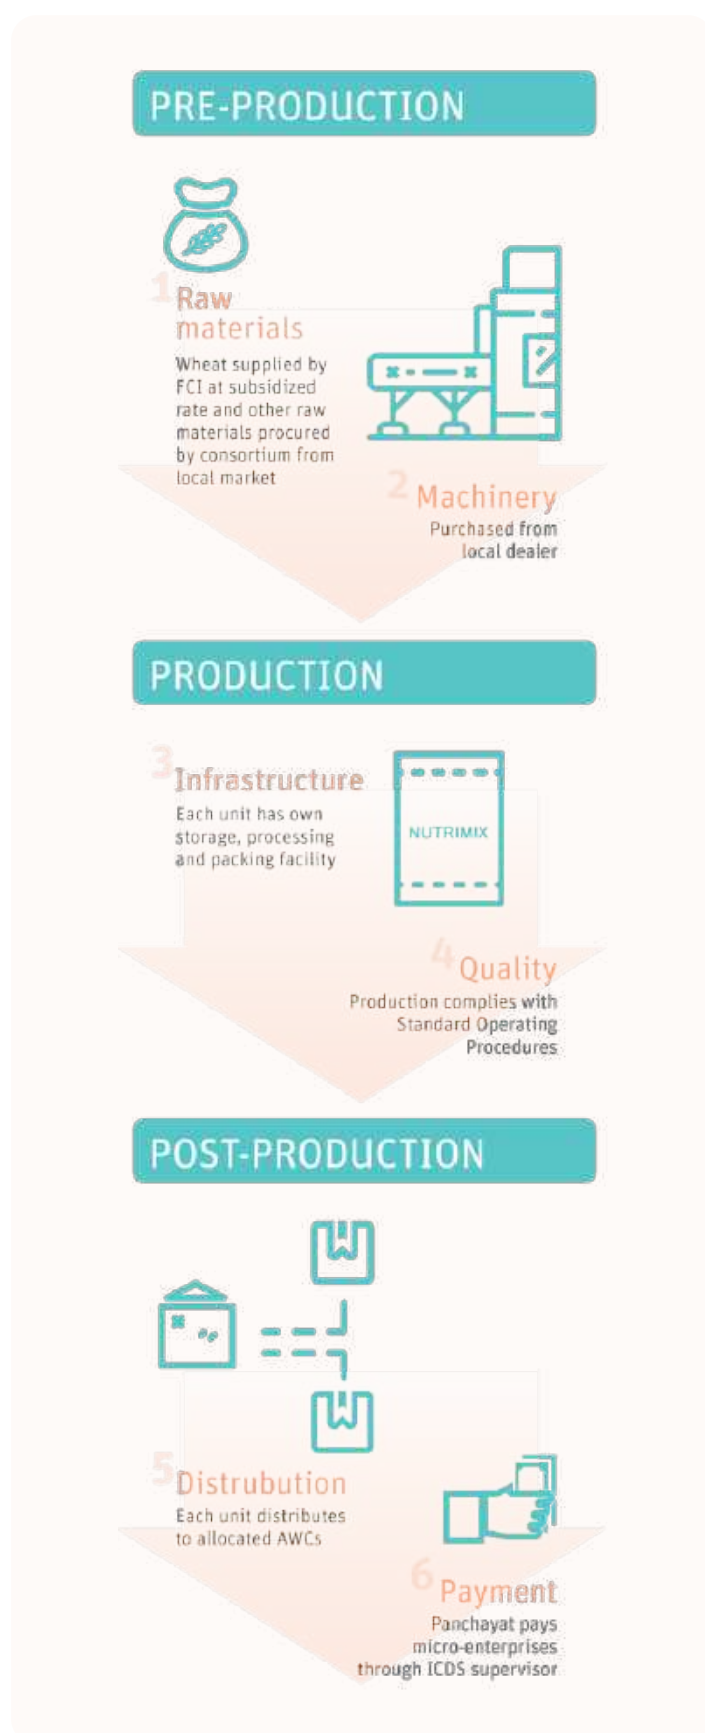 PRE-PRODUCTION
1
Raw
materials
Wheat supplied by
FCI at subsidized
rate and other raw
materials procured
by consortium from
local market
2
Machinery
Purchased from
local dealer
PRODUCTION
3
Infrastructure
Each unit has own
storage, processing
and packing facility
NUTRIMIX
4
Quality
Production complies with
Standard Operating
Procedures
POST-PRODUCTION
5
Distrubution
Each unit distributes
to allocated AWCs
6
Payment
Panchayat pays
micro-enterprises
through ICDS supervisor